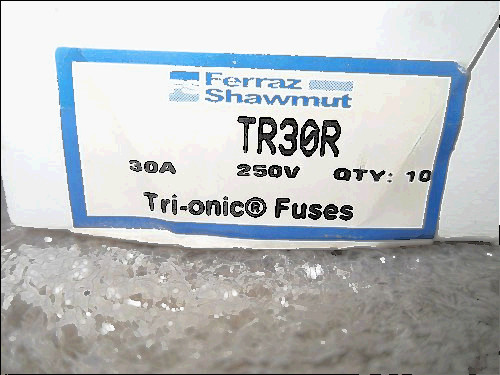 Ferraz
Shawmut
TR30R
30A 250V QTY: 10
Tri-onic® Fuses